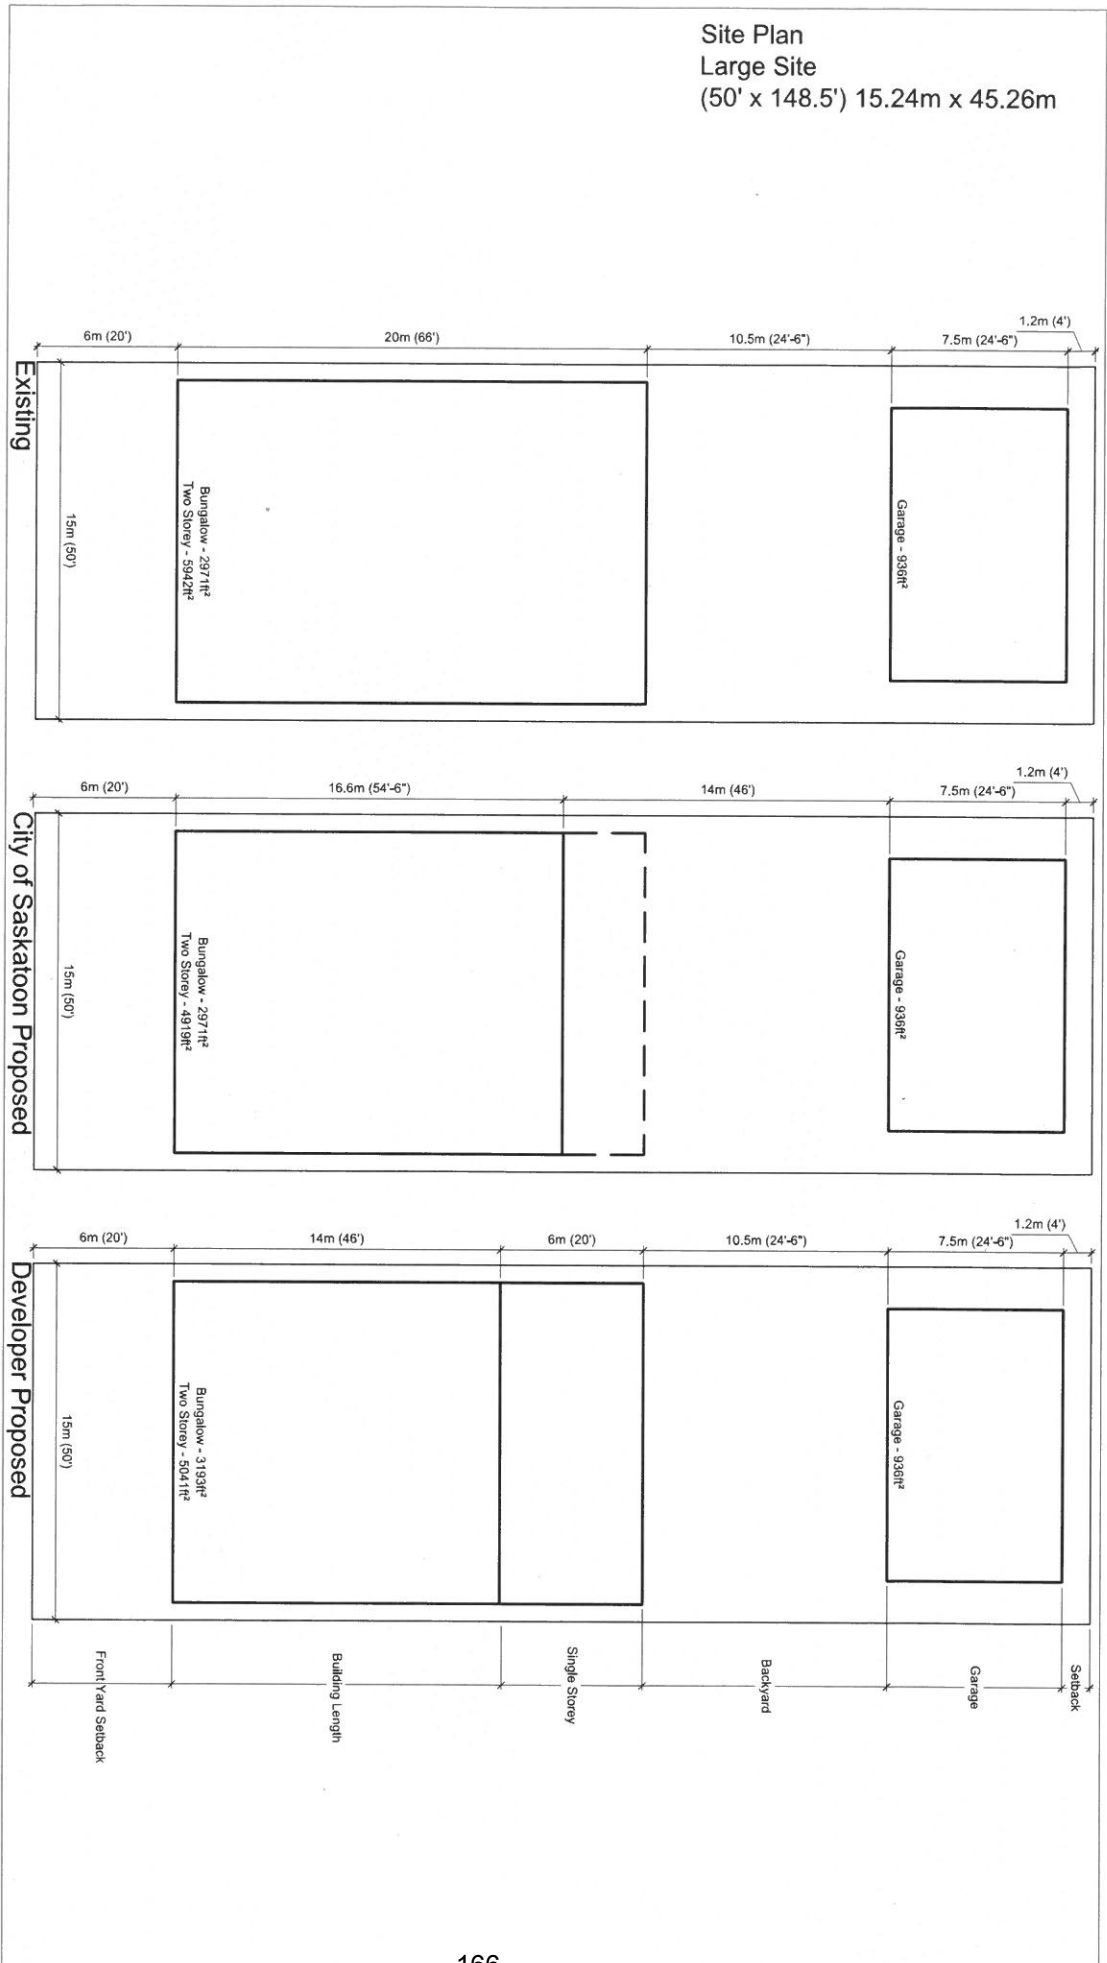 Site Plan
Large Site
(50' x 148.5') 15.24m x 45.26m
6m (20')
20m (66')
10.5m (24'-6")
7.5m (24'-6")
1.2m (4')
Existing
15m (50')
Bungalow - 2971ft²
Two Storey - 5942ft²
Garage - 936ft²
6m (20')
16.6m (54'-6")
14m (46')
7.5m (24'-6")
1.2m (4')
City of Saskatoon Proposed
15m (50')
Bungalow - 2971ft²
Two Storey - 4919ft²
Garage - 936ft²
6m (20')
14m (46')
6m (20')
10.5m (24'-6")
7.5m (24'-6")
1.2m (4')
Developer Proposed
15m (50')
Bungalow - 3193ft²
Two Storey - 5041ft²
Garage - 936ft²
Front Yard Setback
Building Length
Single Storey
Backyard
Garage
Setback
166